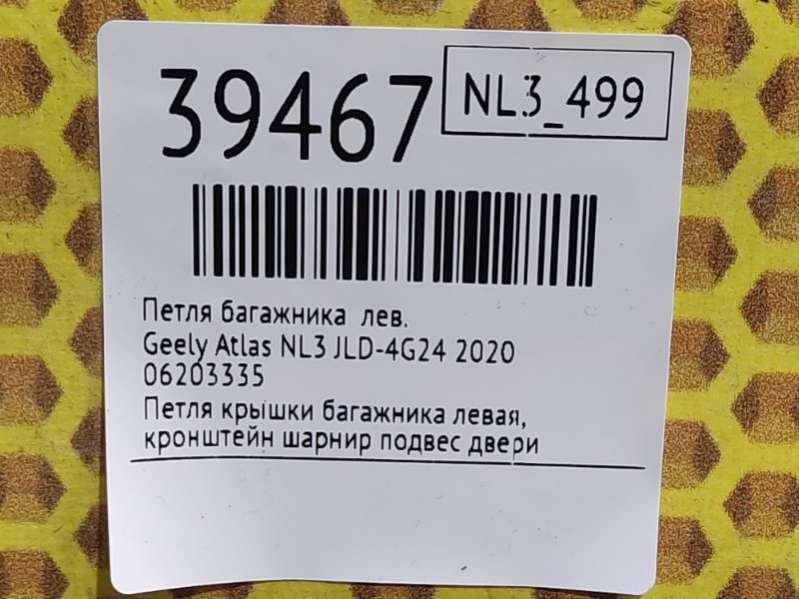 39467
NL3_499
Петля багажника лев.
Geely Atlas NL3 JLD-4G24 2020
06203335
Петля крышки багажника левая,
кронштейн шарнир подвес двери